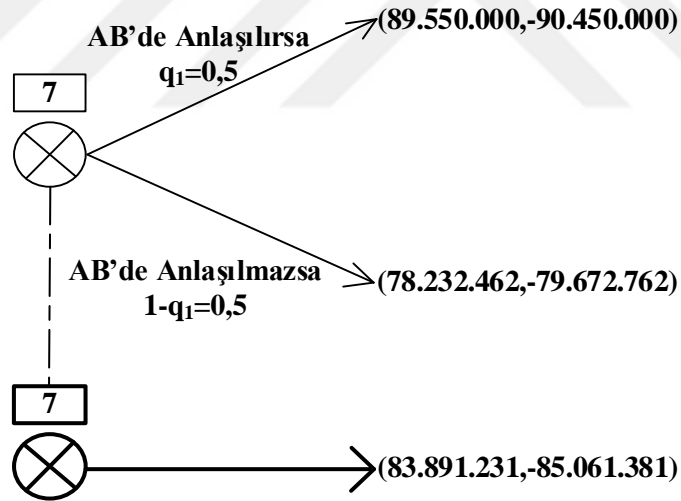 (89.550.000,-90.450.000)
AB’de Anlaşılırsa
q₁=0,5
7
AB’de Anlaşılmazsa
1-q₁=0,5
(78.232.462,-79.672.762)
7
(83.891.231,-85.061.381)